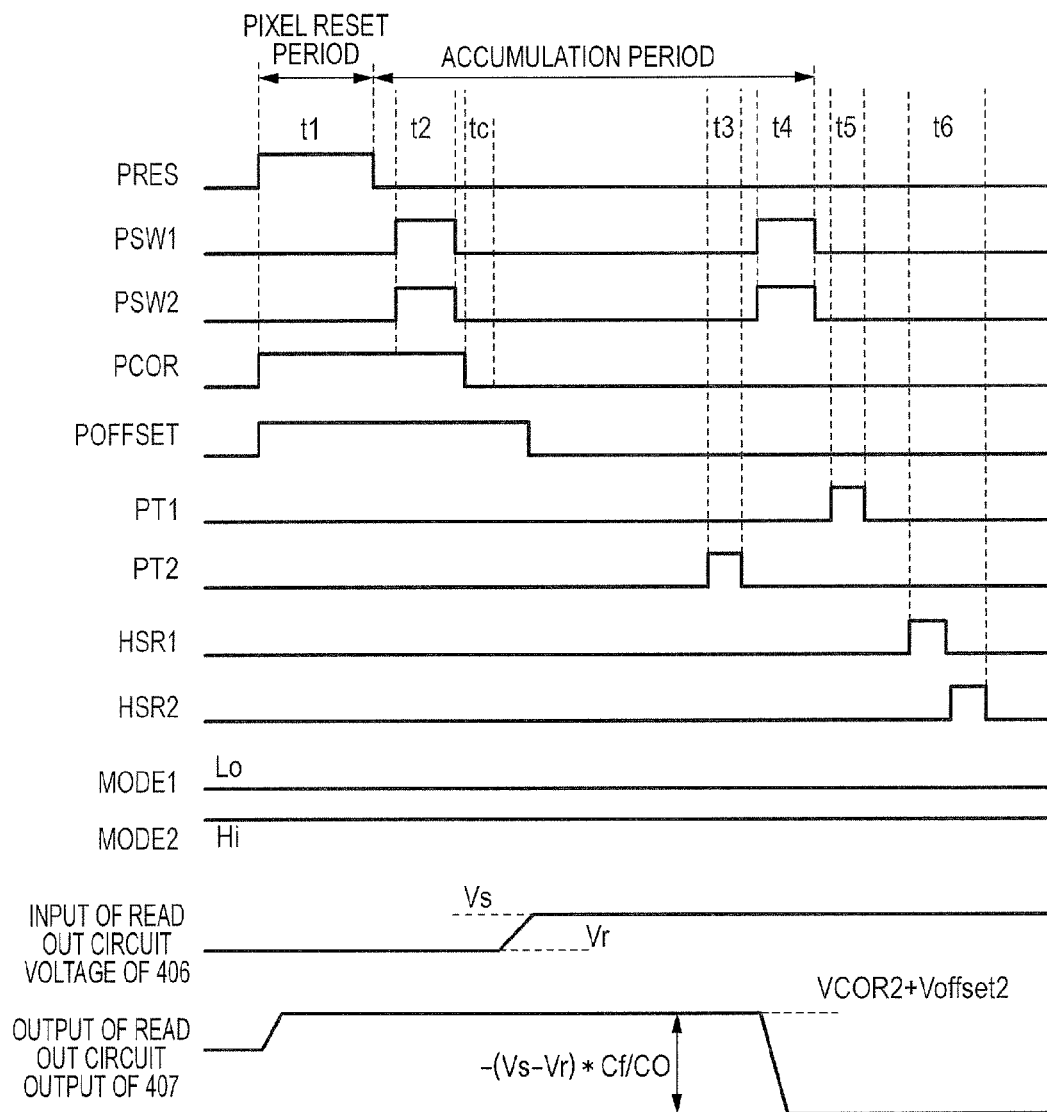 PIXEL RESET
PERIOD
ACCUMULATION PERIOD
t1
t2
tc
t3
t4
t5
t6
PRES
PSW1
PSW2
PCOR
POFFSET
PT1
PT2
HSR1
HSR2
MODE1
Lo
MODE2
Hi
INPUT OF READ
OUT CIRCUIT
VOLTAGE OF 406
Vs
Vr
VCOR2+Voffset2
OUTPUT OF READ
OUT CIRCUIT
OUTPUT OF 407
-(Vs-Vr) * Cf/CO